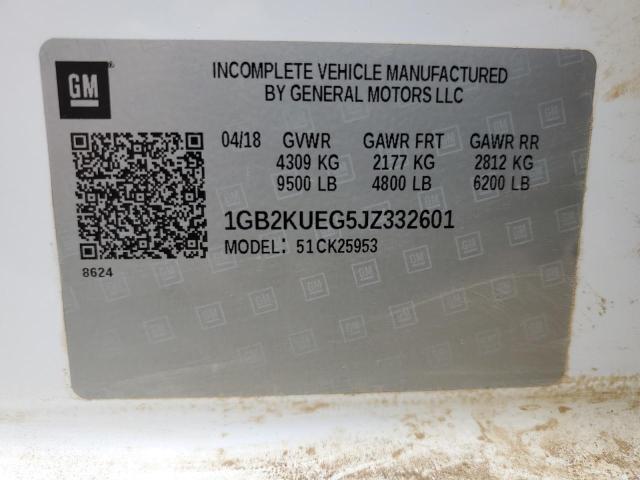 GM
INCOMPLETE VEHICLE MANUFACTURED
BY GENERAL MOTORS LLC
04/18 GVWR GAWR FRT GAWR RR
4309 KG 2177 KG 2812 KG
9500 LB 4800 LB 6200 LB
1GB2KUEG5JZ332601
MODEL: 51CK25953
8624